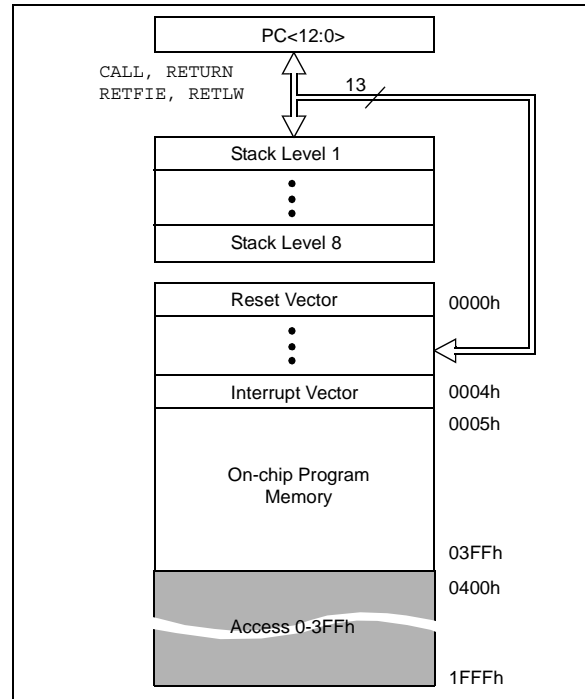 PC<12:0>
CALL, RETURN
RETFIE, RETLW
13
Stack Level 1
Stack Level 8
Reset Vector
0000h
Interrupt Vector
0004h
0005h
On-chip Program
Memory
03FFh
0400h
Access 0-3FFh
1FFFh